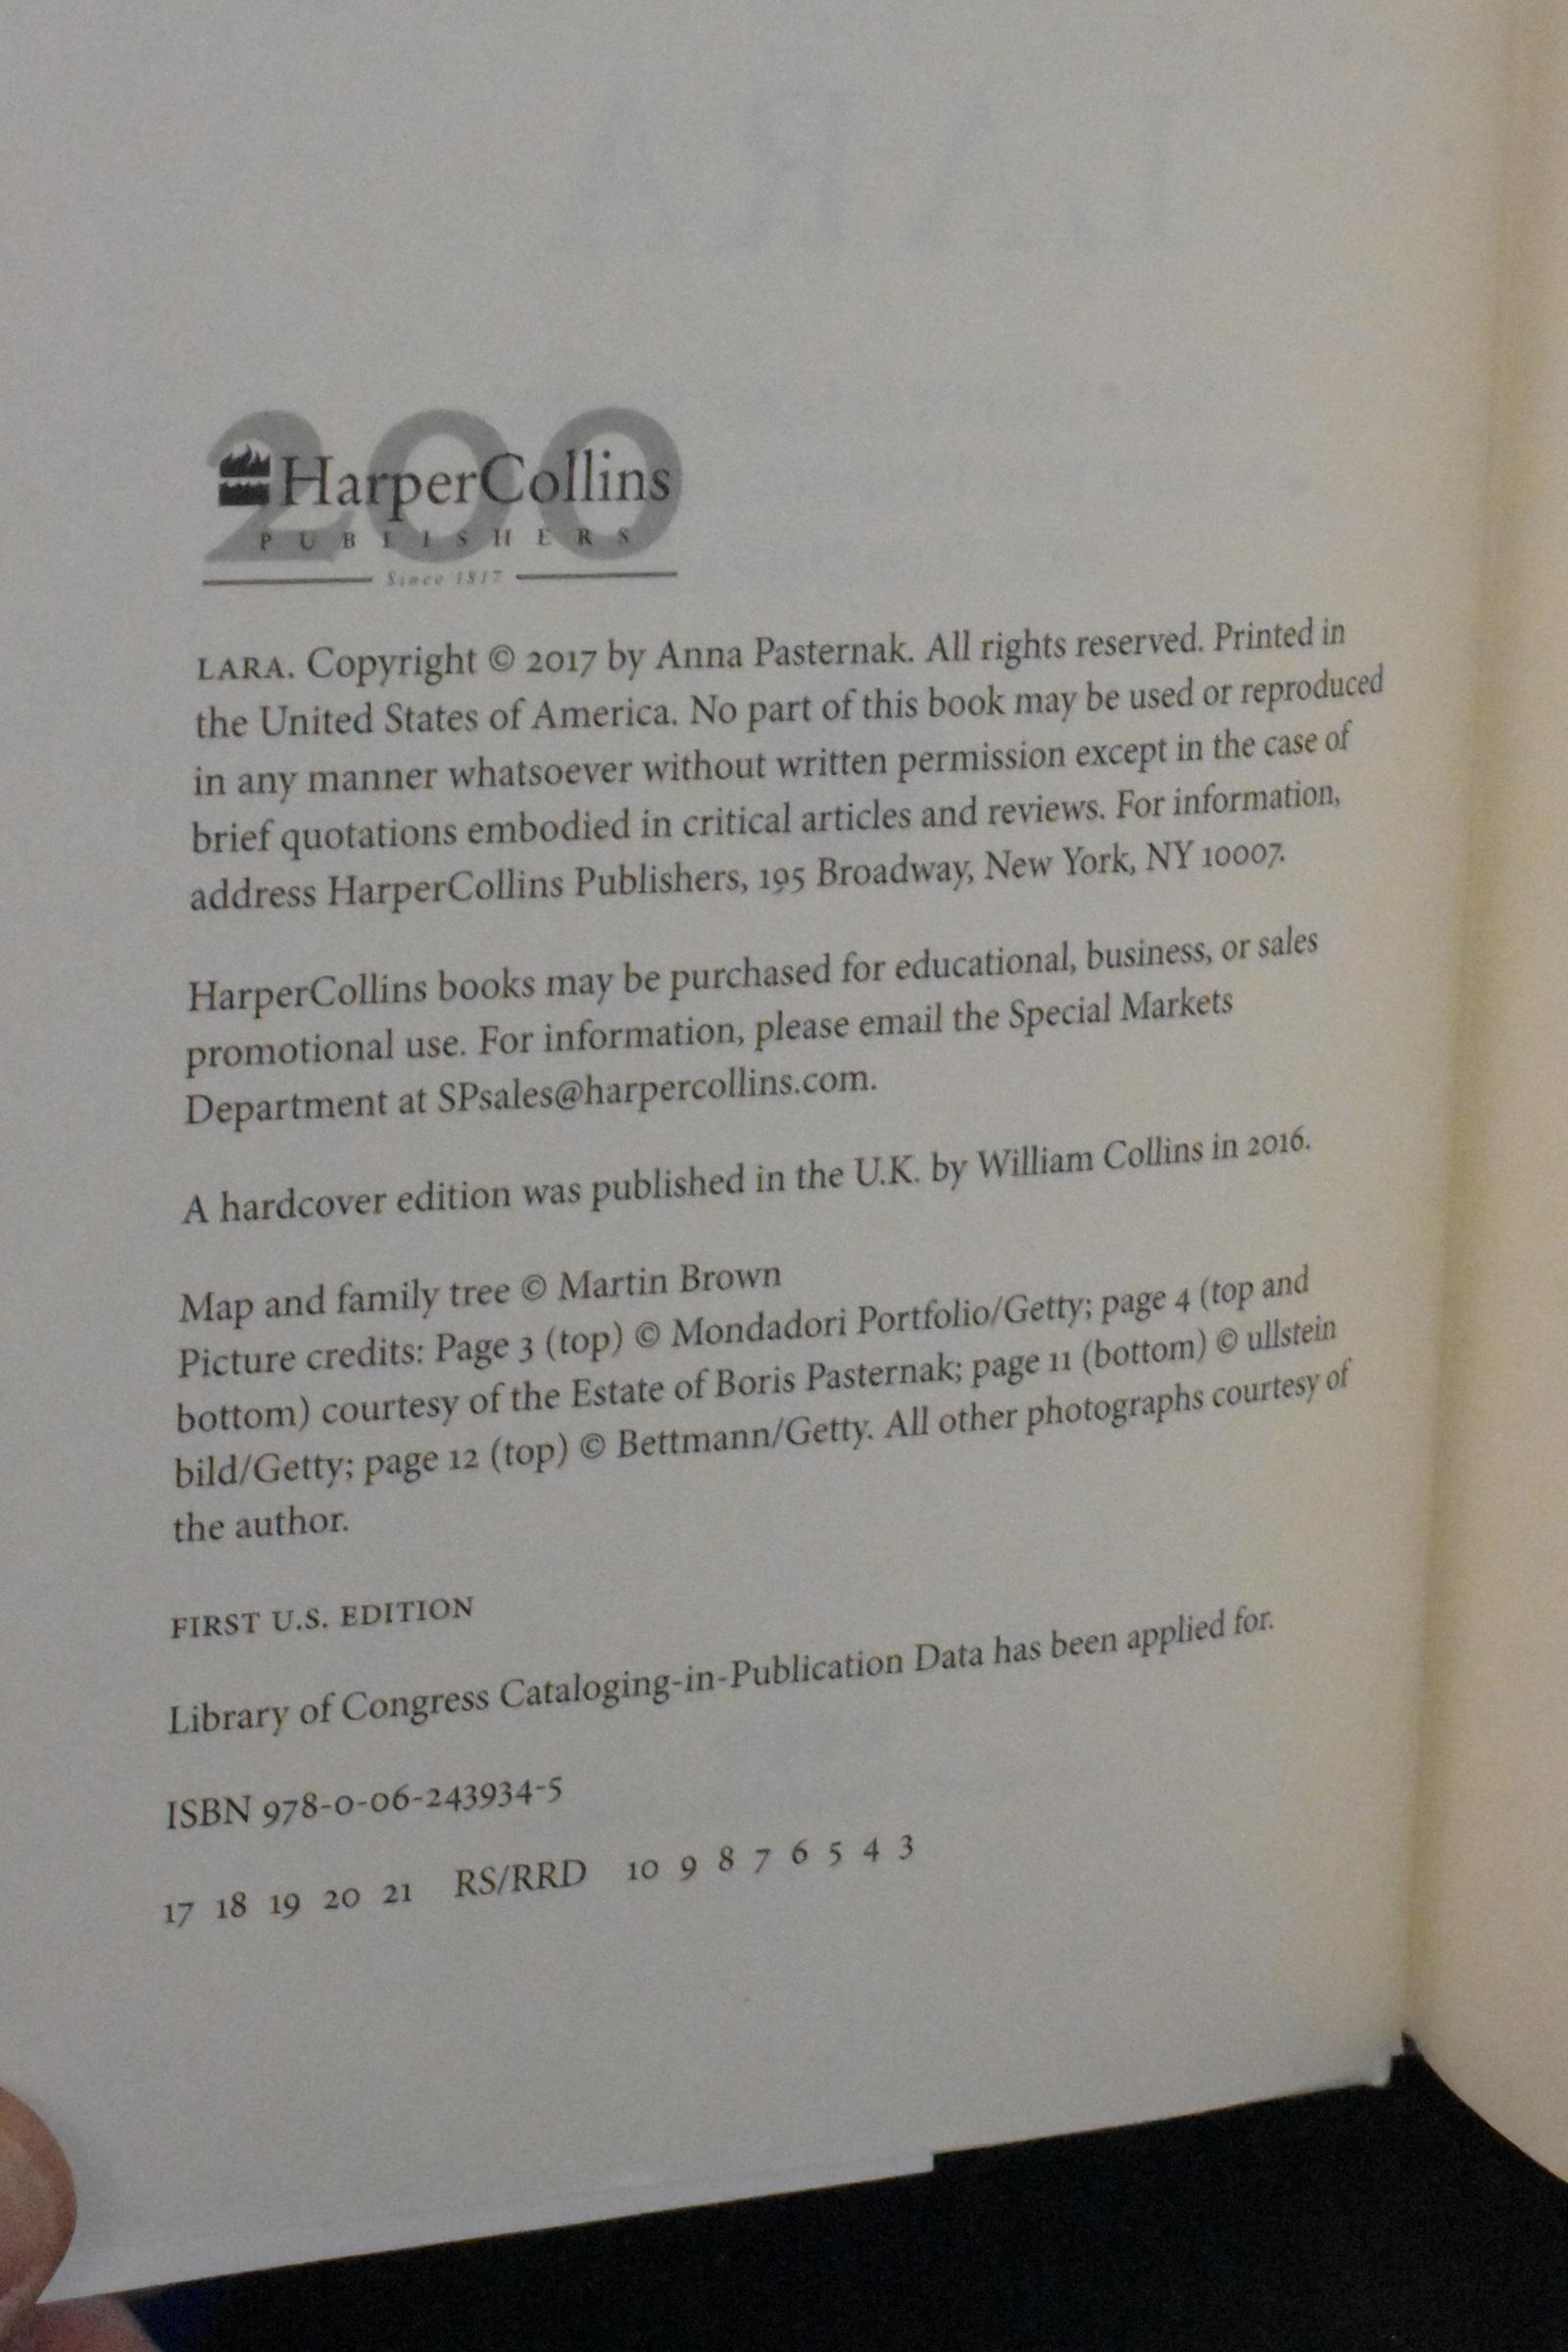 200
HarperCollins
PUBLISHERS
Since 1817
LARA. Copyright © 2017 by Anna Pasternak. All rights reserved. Printed in
the United States of America. No part of this book may be used or reproduced
in any manner whatsoever without written permission except in the case of
brief quotations embodied in critical articles and reviews. For information,
address HarperCollins Publishers, 195 Broadway, New York, NY 10007.
HarperCollins books may be purchased for educational, business, or sales
promotional use. For information, please email the Special Markets
Department at SPsales@harpercollins.com.
A hardcover edition was published in the U.K. by William Collins in 2016.
Map and family tree © Martin Brown
Picture credits: Page 3 (top) © Mondadori Portfolio/Getty; page 4 (top and
bottom) courtesy of the Estate of Boris Pasternak; page 11 (bottom) © ullstein
bild/Getty; page 12 (top) © Bettmann/Getty. All other photographs courtesy of
the author.
FIRST U.S. EDITION
Library of Congress Cataloging-in-Publication Data has been applied for.
ISBN 978-0-06-243934-5
17 18 19 20 21 RS/RRD 10 9 8 7 6 5 4 3